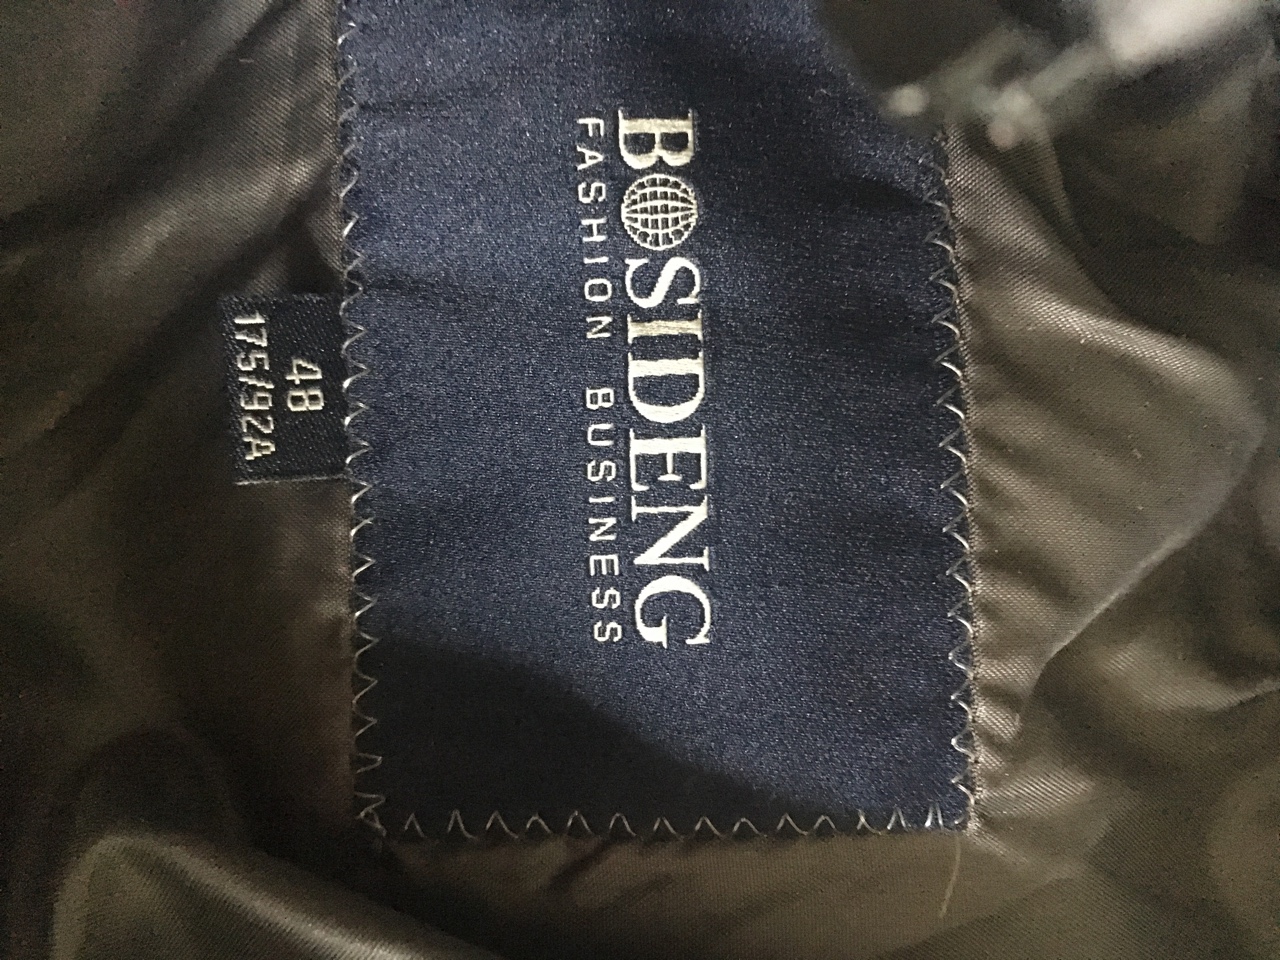 BOSIDENG
FASHION BUSINESS
48
175/92A